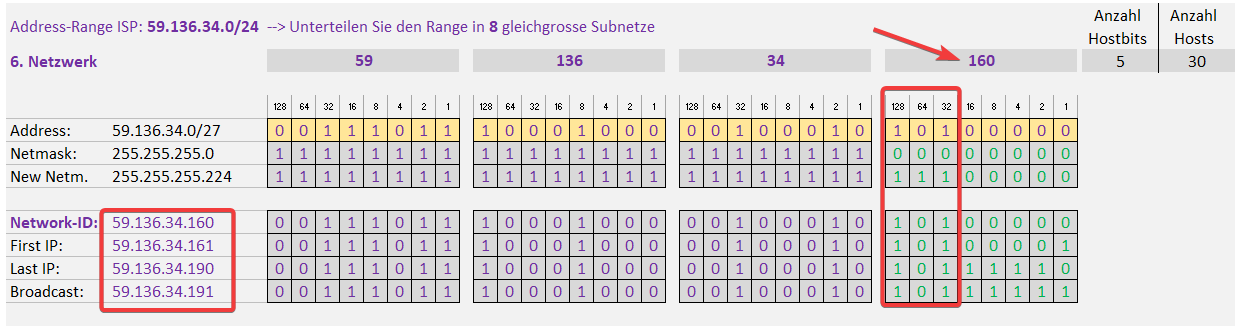 Address-Range ISP: 59.136.34.0/24 --> Unterteilen Sie den Range in 8 gleichgrosse Subnetze
Anzahl Hostbits Anzahl Hosts
6. Netzwerk 59 136 34 160 5 30
128 64 32 16 8 4 2 1 128 64 32 16 8 4 2 1 128 64 32 16 8 4 2 1 128 64 32 16 8 4 2 1
Address: 59.136.34.0/27 0 0 1 1 1 0 1 1 1 0 0 0 1 0 0 0 0 0 1 0 0 0 1 0 1 0 1 0 0 0 0 0
Netmask: 255.255.255.0 1 1 1 1 1 1 1 1 1 1 1 1 1 1 1 1 1 1 1 1 1 1 1 1 0 0 0 0 0 0 0 0
New Netm. 255.255.255.224 1 1 1 1 1 1 1 1 1 1 1 1 1 1 1 1 1 1 1 1 1 1 1 1 1 1 1 0 0 0 0 0
Network-ID: 59.136.34.160 0 0 1 1 1 0 1 1 1 0 0 0 1 0 0 0 0 0 1 0 0 0 1 0 1 0 1 0 0 0 0 0
First IP: 59.136.34.161 0 0 1 1 1 0 1 1 1 0 0 0 1 0 0 0 0 0 1 0 0 0 1 0 1 0 1 0 0 0 0 1
Last IP: 59.136.34.190 0 0 1 1 1 0 1 1 1 0 0 0 1 0 0 0 0 0 1 0 0 0 1 0 1 0 1 1 1 1 1 0
Broadcast: 59.136.34.191 0 0 1 1 1 0 1 1 1 0 0 0 1 0 0 0 0 0 1 0 0 0 1 0 1 0 1 1 1 1 1 1